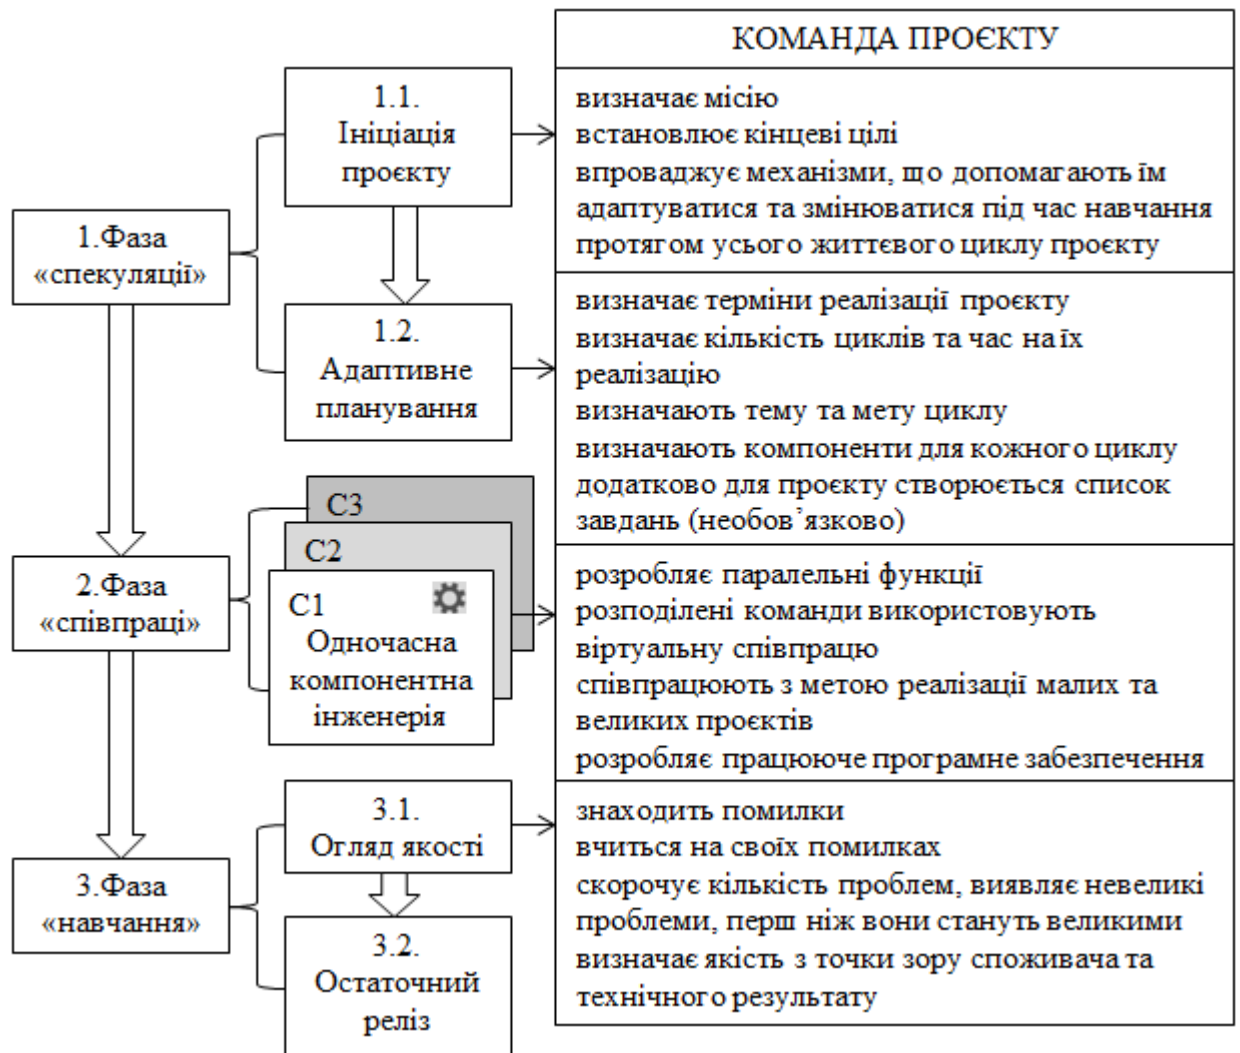 КОМАНДА ПРОЄКТУ
1.Фаза
«спекуляції»
1.1.
Ініціація
проєкту
визначає місію
встановлює кінцеві цілі
впроваджує механізми, що допомагають їм
адаптуватися та змінюватися під час навчання
протягом усього життєвого циклу проєкту
1.2.
Адаптивне
планування
визначає терміни реалізації проєкту
визначає кількість циклів та час на їх
реалізацію
визначають тему та мету циклу
визначають компоненти для кожного циклу
додатково для проєкту створюється список
завдань (необов’язково)
2.Фаза
«співпраці»
С3
С2
С1
Одночасна
компонентна
інженерія
розробляє паралельні функції
розподілені команди використовують
віртуальну співпрацю
співпрацюють з метою реалізації малих та
великих проєктів
розробляє працююче програмне забезпечення
3.Фаза
«навчання»
3.1.
Огляд якості
3.2.
Остаточний
реліз
знаходить помилки
вчиться на своїх помилках
скорочує кількість проблем, виявляє невеликі
проблеми, перш ніж вони стануть великими
визначає якість з точки зору споживача та
технічного результату